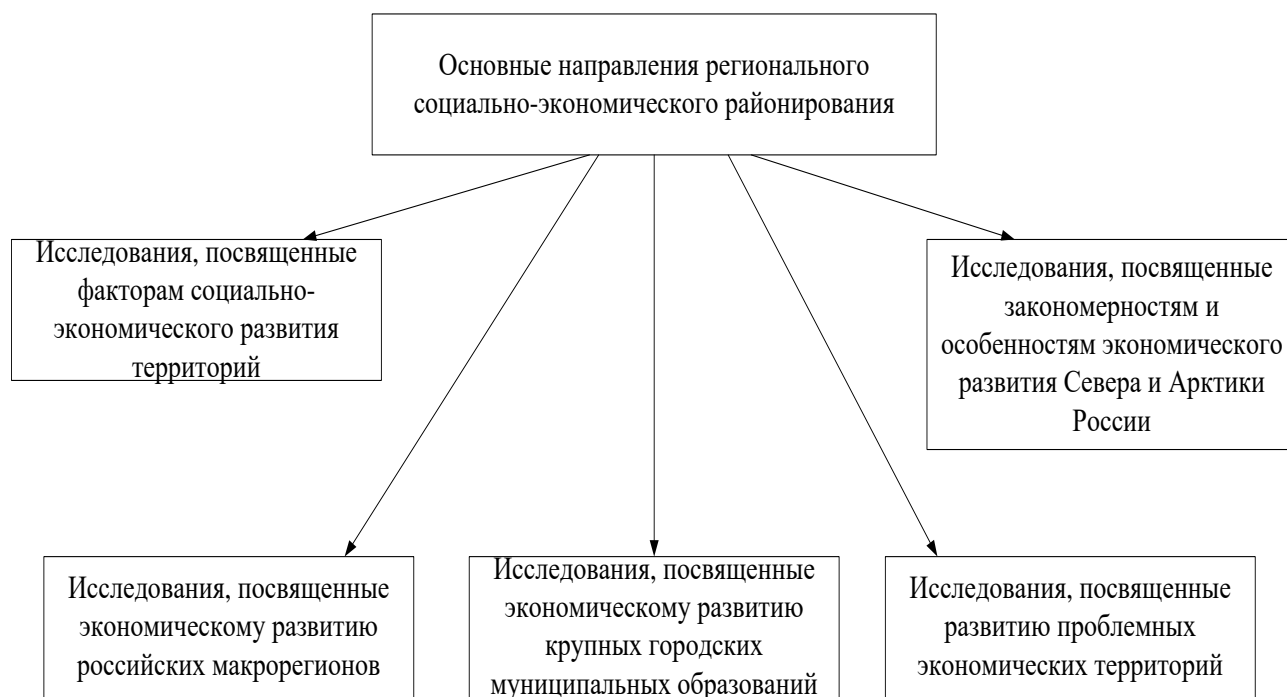 Основные направления регионального
социально-экономического районирования
Исследования, посвященные
факторам социально-
экономического развития
территорий
Исследования, посвященные
закономерностям и
особенностям экономического
развития Севера и Арктики
России
Исследования, посвященные
экономическому развитию
российских макрорегионов
Исследования, посвященные
экономическому развитию
крупных городских
муниципальных образований
Исследования, посвященные
развитию проблемных
экономических территорий